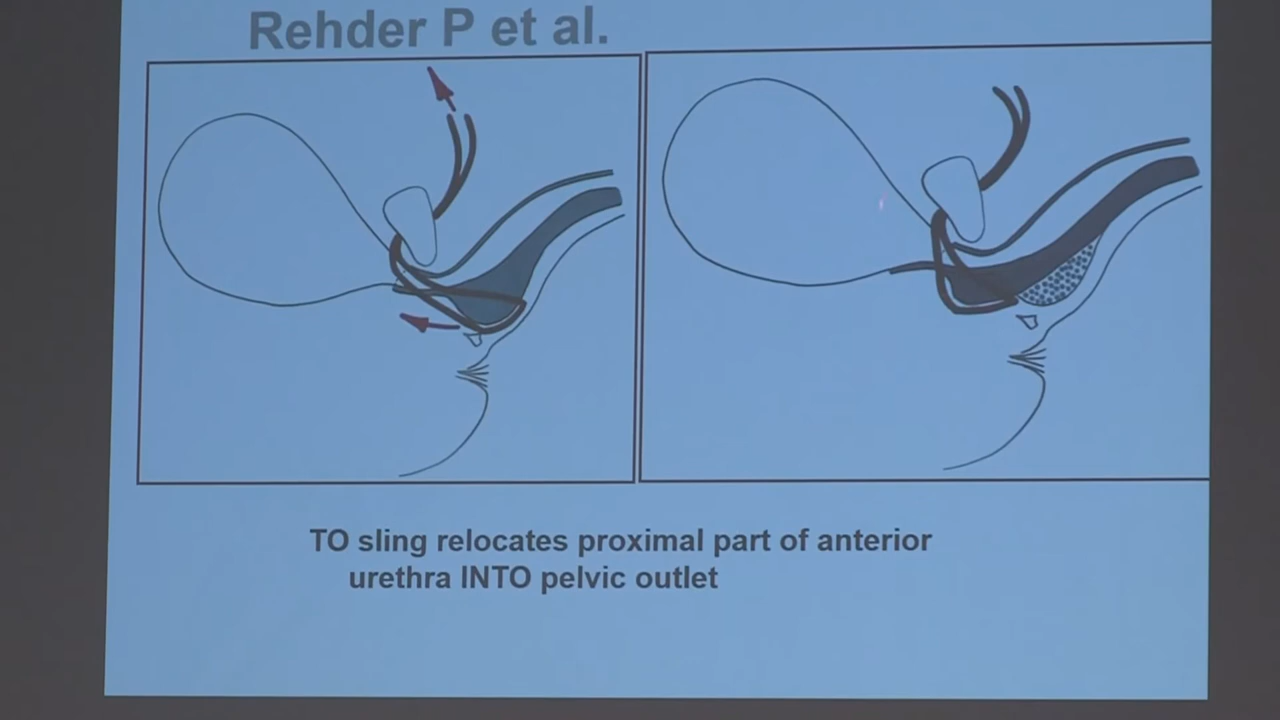 Rehder P et al.
TO sling relocates proximal part of anterior
urethra INTO pelvic outlet